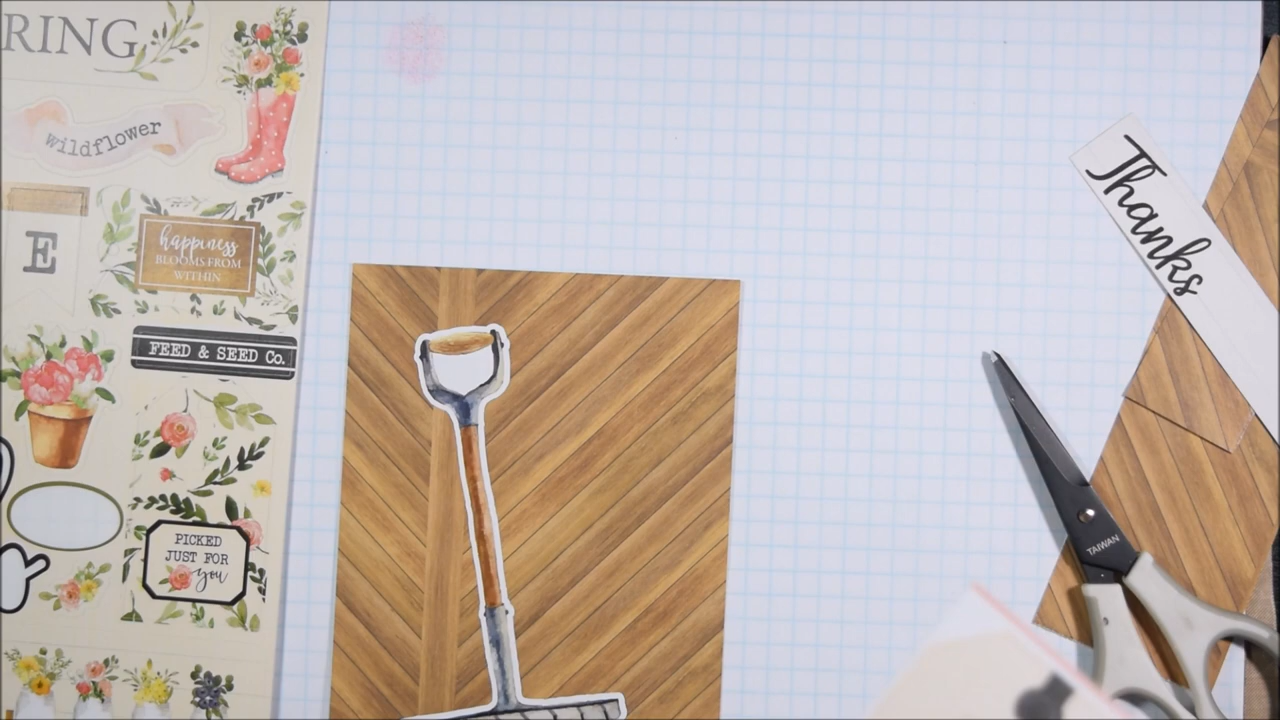 RING
wildflower
E
happiness
BLOOMS FROM
WITHIN
FEED & SEED Co.
PICKED
JUST FOR
you
Thanks
TAIWAN